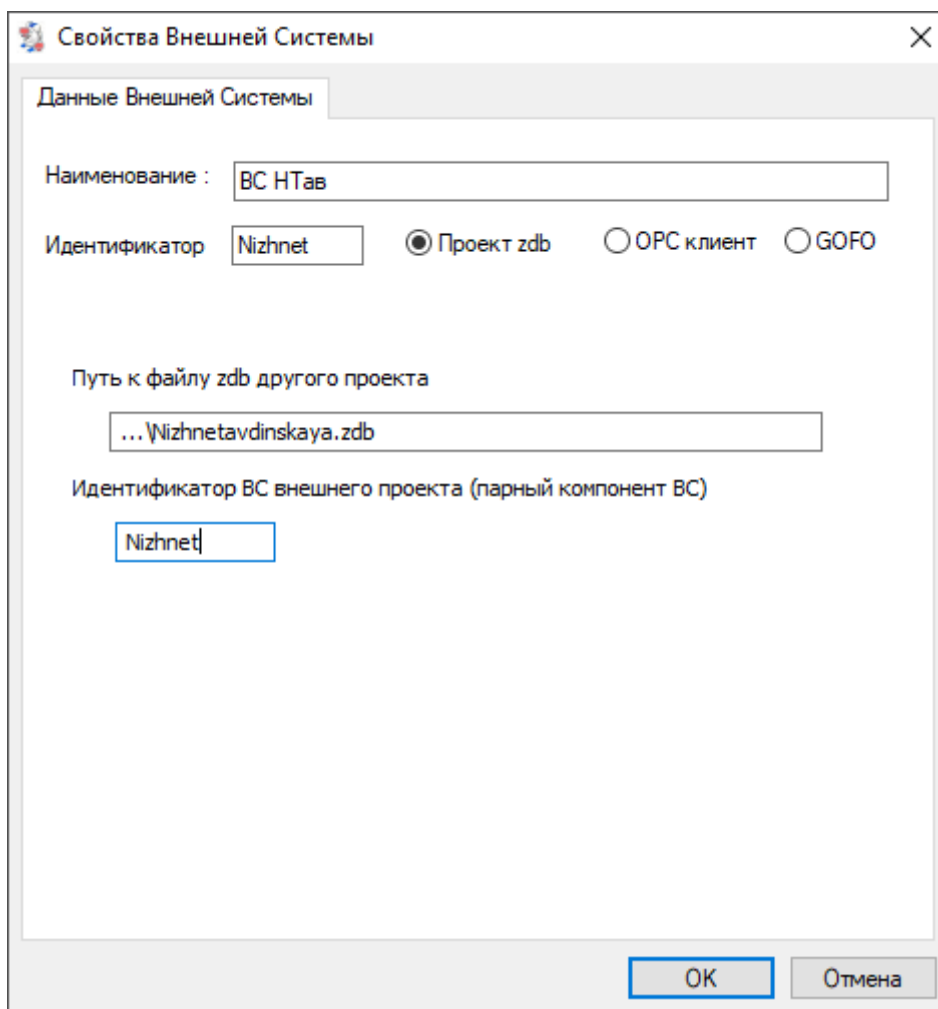 Свойства Внешней Системы
Данные Внешней Системы
Наименование : ВС НТав
Идентификатор Nizhnet Проект zdb OPC клиент GOFO
Путь к файлу zdb другого проекта
...\Nizhnetavdinskaya.zdb
Идентификатор ВС внешнего проекта (парный компонент ВС)
Nizhnet
OK Отмена